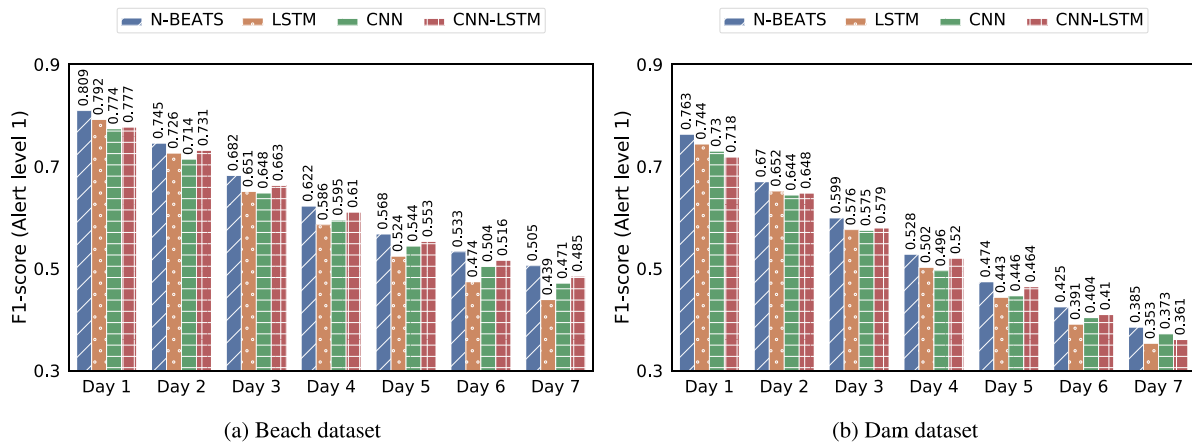 N-BEATS LSTM CNN CNN-LSTM
F1-score (Alert level 1)
0.9
0.7
0.5
0.3
0.809 0.792 0.774 0.777
0.745 0.726 0.714 0.731
0.682 0.651 0.648 0.663
0.622 0.586 0.595 0.61
0.568 0.524 0.544 0.553
0.533 0.474 0.504 0.516
0.505 0.439 0.471 0.485
Day 1 Day 2 Day 3 Day 4 Day 5 Day 6 Day 7
(a) Beach dataset
N-BEATS LSTM CNN CNN-LSTM
F1-score (Alert level 1)
0.9
0.7
0.5
0.3
0.763 0.744 0.73 0.718
0.67 0.652 0.644 0.648
0.599 0.576 0.575 0.579
0.528 0.502 0.496 0.52
0.474 0.443 0.446 0.464
0.425 0.391 0.404 0.41
0.385 0.353 0.373 0.361
Day 1 Day 2 Day 3 Day 4 Day 5 Day 6 Day 7
(b) Dam dataset